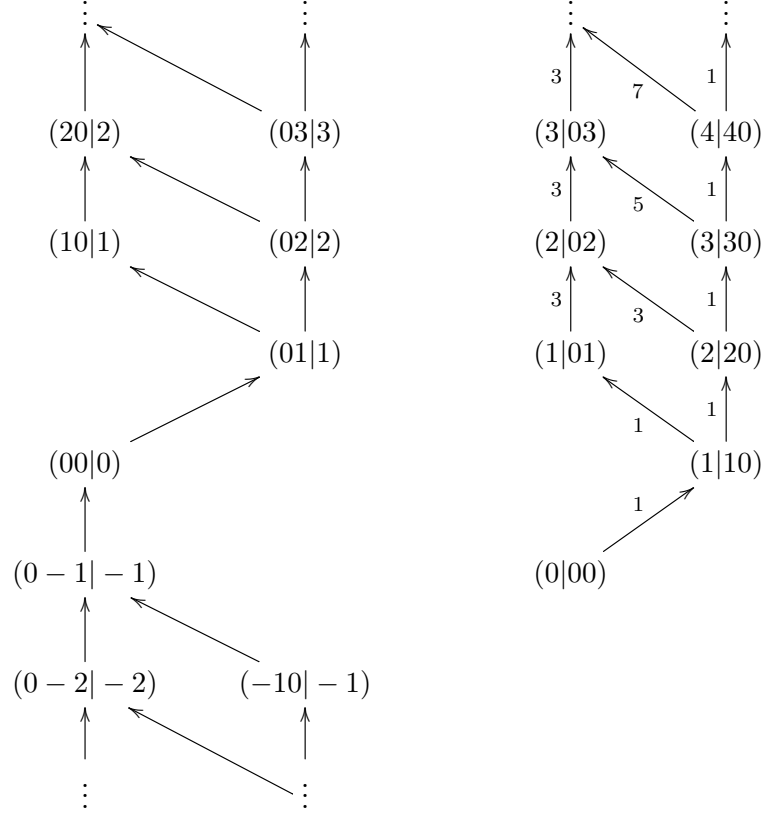 ⋮ ⋮ ⋮ ⋮
3 7 1
(20|2) (03|3) (3|03) (4|40)
3 5 1
(10|1) (02|2) (2|02) (3|30)
3 3 1
(01|1) (1|01) (2|20)
1 1
(00|0) (1|10)
1
(0 − 1| − 1) (0|00)
(0 − 2| − 2) (−10| − 1)
⋮ ⋮